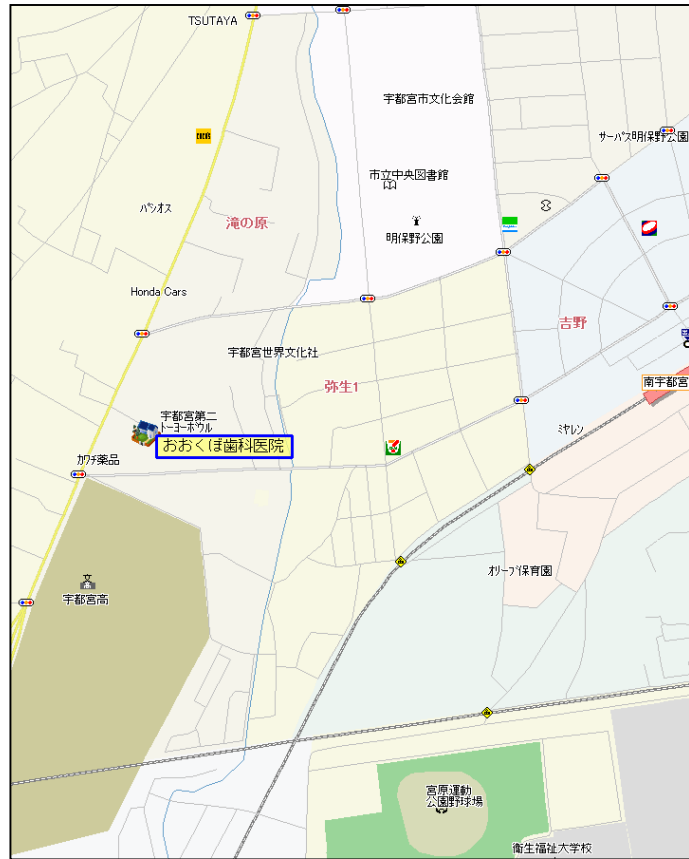 TSUTAYA
宇都宮市文化会館
サーパス明保野公園
市立中央図書館
パシオス
滝の原
明保野公園
Honda Cars
吉野
宇都宮世界文化社
弥生1
南宇都宮
宇都宮第二
トーヨーボウル
ミヤレン
おおくぼ歯科医院
カワチ薬品
オリーブ保育園
宇都宮高
宮原運動
公園野球場
衛生福祉大学校